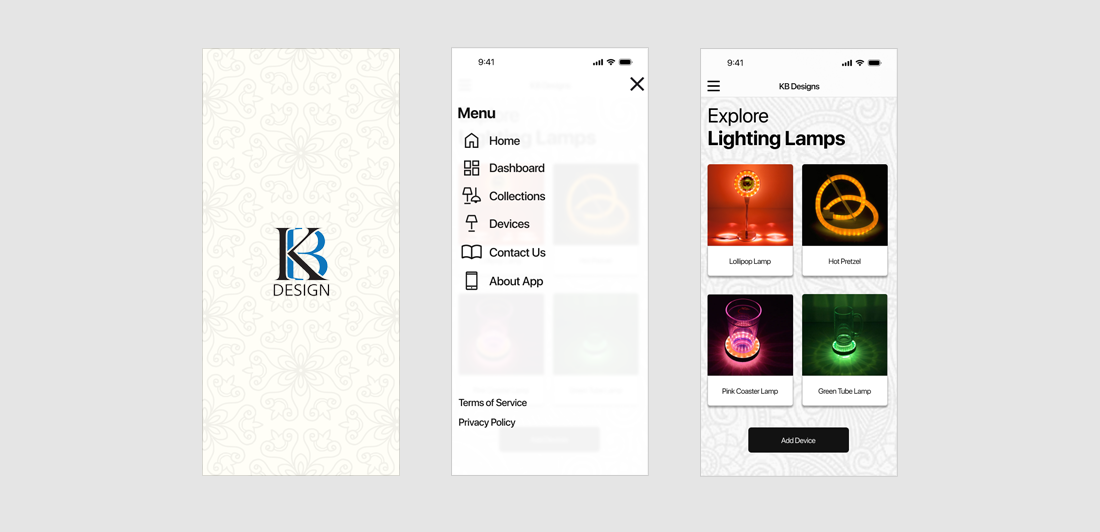 KB
DESIGN
9:41
Menu
Home
Dashboard
Collections
Devices
Contact Us
About App
Terms of Service
Privacy Policy
9:41
KB Designs
Explore
Lighting Lamps
Lollipop Lamp
Hot Pretzel
Pink Coaster Lamp
Green Tube Lamp
Add Device